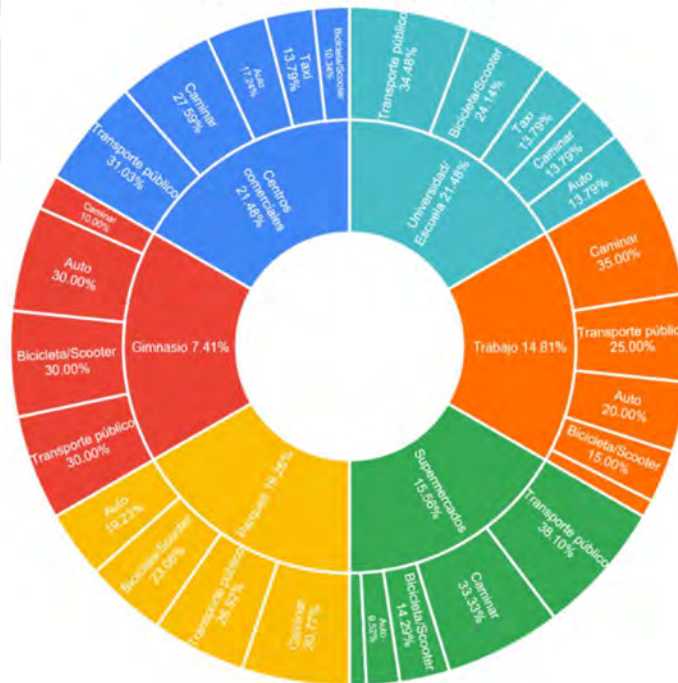 Transporte público
34.48%
Bicicleta/Scooter
24.14%
Taxi
13.79%
Caminar
13.79%
Auto
13.79%
Universidad/
Escuela 21.48%
Caminar
35.00%
Transporte público
25.00%
Auto
20.00%
Bicicleta/Scooter
15.00%
Trabajo 14.81%
Transporte público
38.10%
Caminar
33.33%
Bicicleta/Scooter
14.29%
Auto
9.52%
Supermercados
15.56%
Caminar
30.77%
Transporte público
26.92%
Bicicleta/Scooter
23.08%
Auto
19.23%
Parques 19.26%
Transporte público
30.00%
Bicicleta/Scooter
30.00%
Auto
30.00%
Caminar
10.00%
Gimnasio 7.41%
Transporte público
31.03%
Caminar
27.59%
Auto
17.24%
Taxi
13.79%
Bicicleta/Scooter
10.34%
Centros
comerciales
21.48%